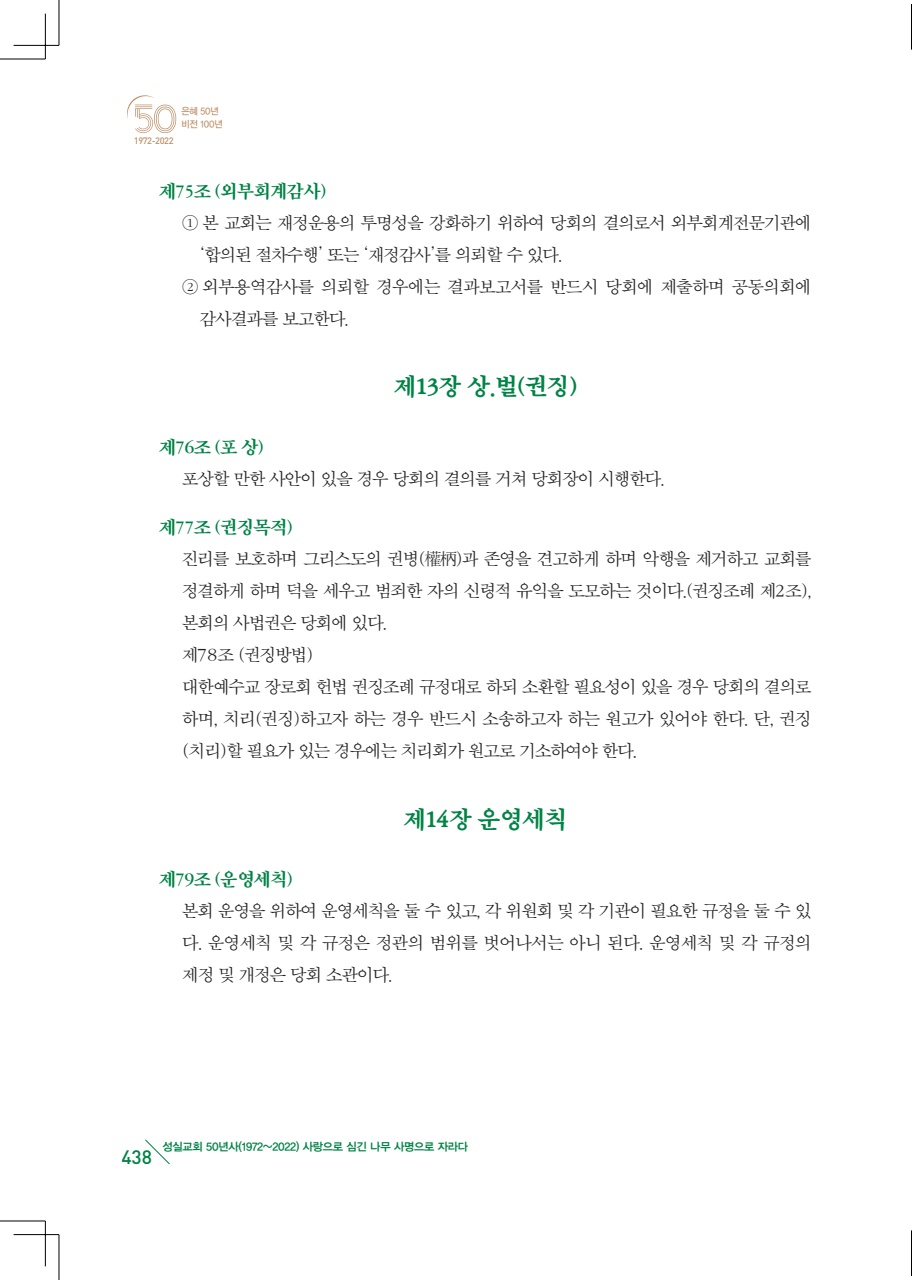 50 은혜 50년
비전 100년
1972-2022
제75조 (외부회계감사)
① 본 교회는 재정운용의 투명성을 강화하기 위하여 당회의 결의로서 외부회계전문기관에
‘합의된 절차수행’ 또는 ‘재정감사’를 의뢰할 수 있다.
② 외부용역감사를 의뢰할 경우에는 결과보고서를 반드시 당회에 제출하며 공동의회에
감사결과를 보고한다.
제13장 상.벌(권징)
제76조 (포 상)
포상할 만한 사안이 있을 경우 당회의 결의를 거쳐 당회장이 시행한다.
제77조 (권징목적)
진리를 보호하며 그리스도의 권병(權柄)과 존영을 견고하게 하며 악행을 제거하고 교회를
정결하게 하며 덕을 세우고 범죄한 자의 신령적 유익을 도모하는 것이다.(권징조례 제2조),
본회의 사법권은 당회에 있다.
제78조 (권징방법)
대한예수교 장로회 헌법 권징조례 규정대로 하되 소환할 필요성이 있을 경우 당회의 결의로
하며, 치리(권징)하고자 하는 경우 반드시 소송하고자 하는 원고가 있어야 한다. 단, 권징
(치리)할 필요가 있는 경우에는 치리회가 원고로 기소하여야 한다.
제14장 운영세칙
제79조 (운영세칙)
본회 운영을 위하여 운영세칙을 둘 수 있고, 각 위원회 및 각 기관이 필요한 규정을 둘 수 있
다. 운영세칙 및 각 규정은 정관의 범위를 벗어나서는 아니 된다. 운영세칙 및 각 규정의
제정 및 개정은 당회 소관이다.
438 성실교회 50년사(1972~2022) 사랑으로 심긴 나무 사명으로 자라다